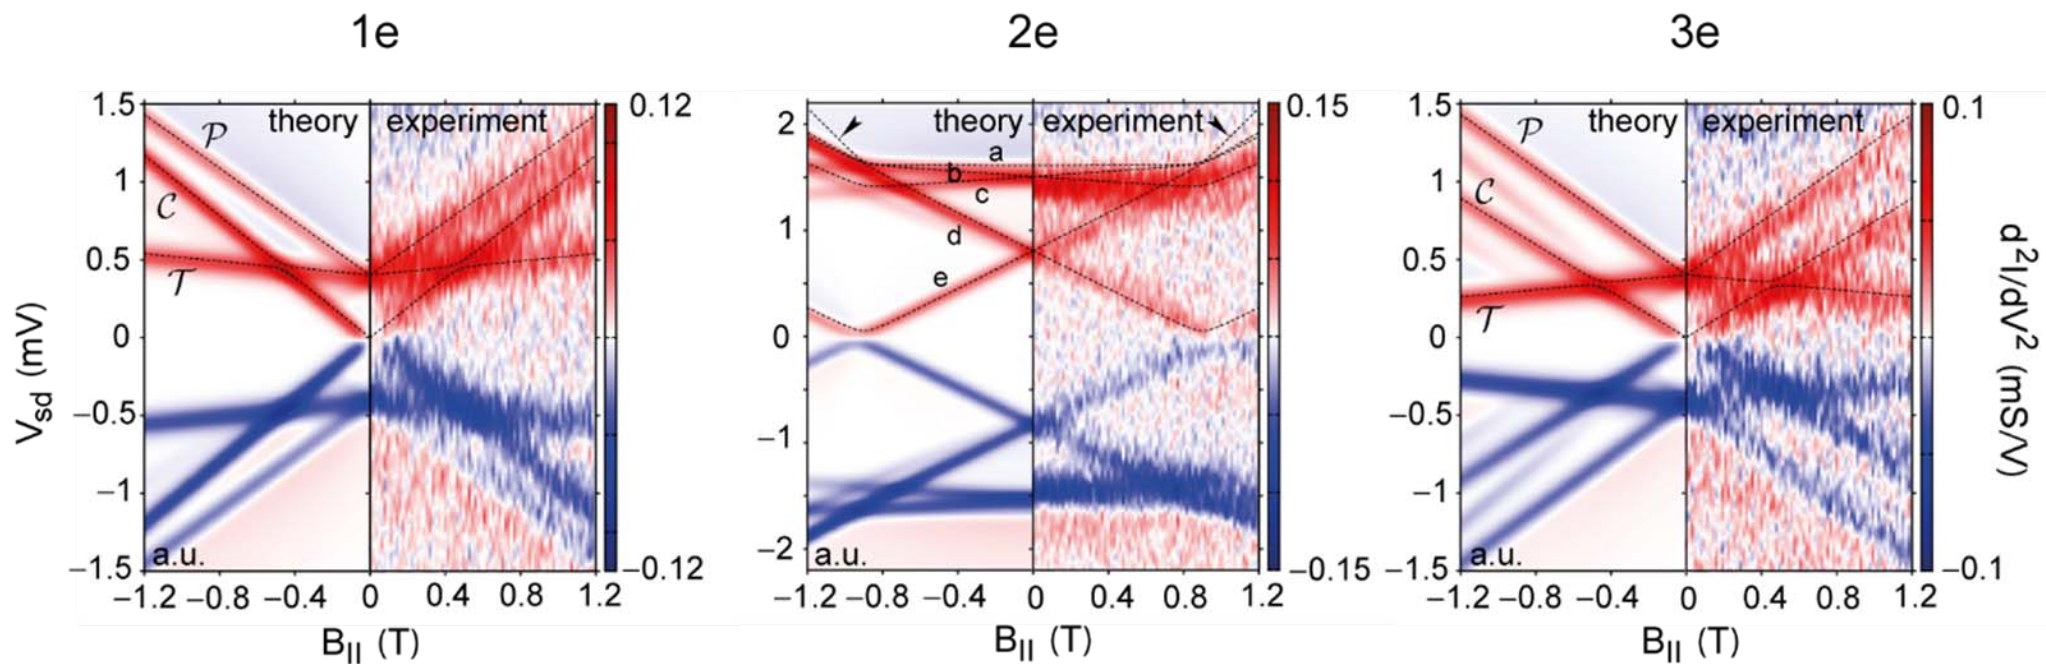 1e
2e
3e
1.5
1
0.5
0
−0.5
−1
−1.5
V_sd (mV)
theory
experiment
𝒫
𝒞
𝒯
a.u.
0.12
−0.12
−1.2 −0.8 −0.4 0 0.4 0.8 1.2
B_|| (T)
2
1
0
−1
−2
theory
experiment
a
b
c
d
e
a.u.
0.15
−0.15
−1.2 −0.8 −0.4 0 0.4 0.8 1.2
B_|| (T)
1.5
1
0.5
0
−0.5
−1
−1.5
theory
experiment
𝒫
𝒞
𝒯
a.u.
0.1
−0.1
d²I/dV² (mS/V)
−1.2 −0.8 −0.4 0 0.4 0.8 1.2
B_|| (T)